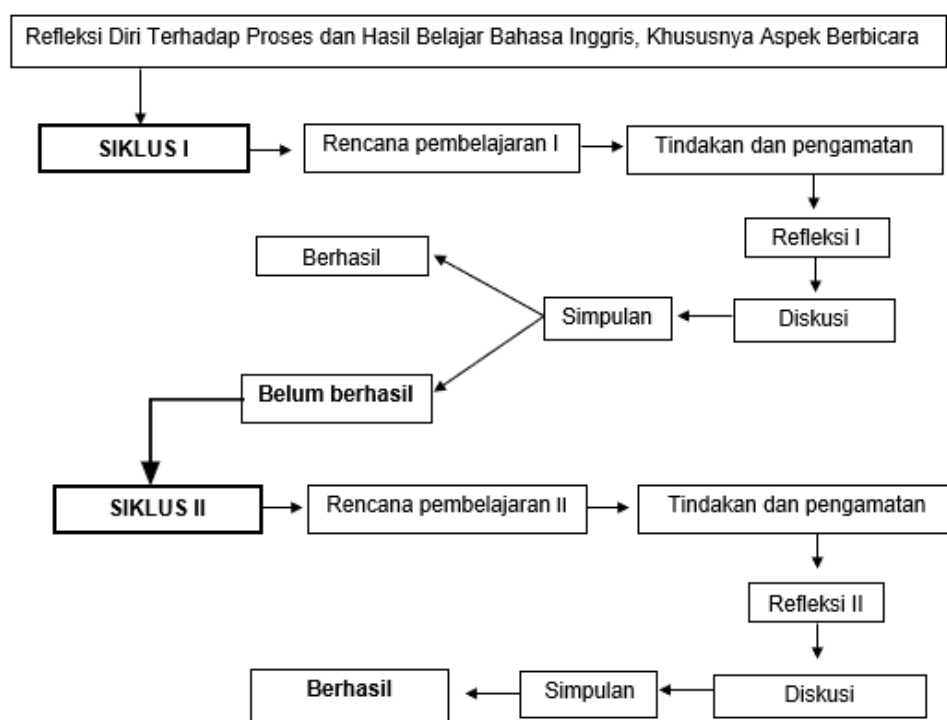 Refleksi Diri Terhadap Proses dan Hasil Belajar Bahasa Inggris, Khususnya Aspek Berbicara
SIKLUS I
Rencana pembelajaran I
Tindakan dan pengamatan
Refleksi I
Diskusi
Simpulan
Berhasil
Belum berhasil
SIKLUS II
Rencana pembelajaran II
Tindakan dan pengamatan
Refleksi II
Diskusi
Simpulan
Berhasil